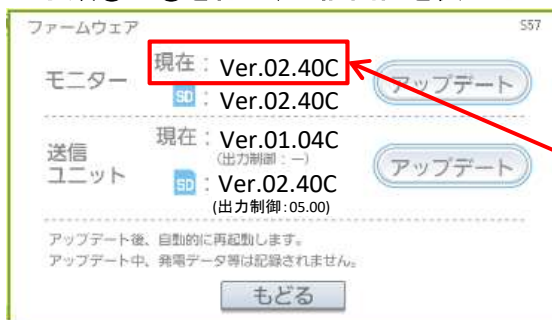 ファームウェア S57
モニター 現在：Ver.02.40C アップデート
SD：Ver.02.40C
送信ユニット 現在：Ver.01.04C アップデート
（出力制御：－）
SD：Ver.02.40C
(出力制御：05.00)
アップデート後、自動的に再起動します。
アップデート中、発電データ等は記録されません。
もどる